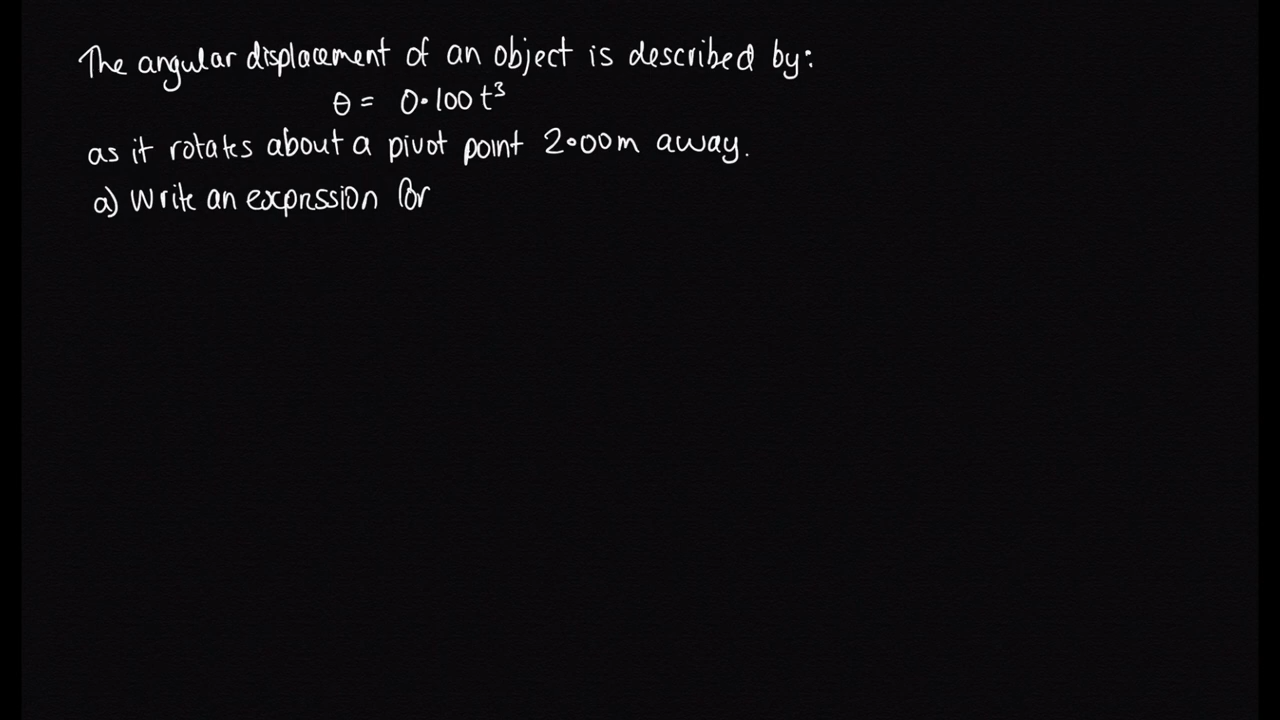 The angular displacement of an object is described by:
θ = 0·100 t³
as it rotates about a pivot point 2·00m away.
a) Write an expression for